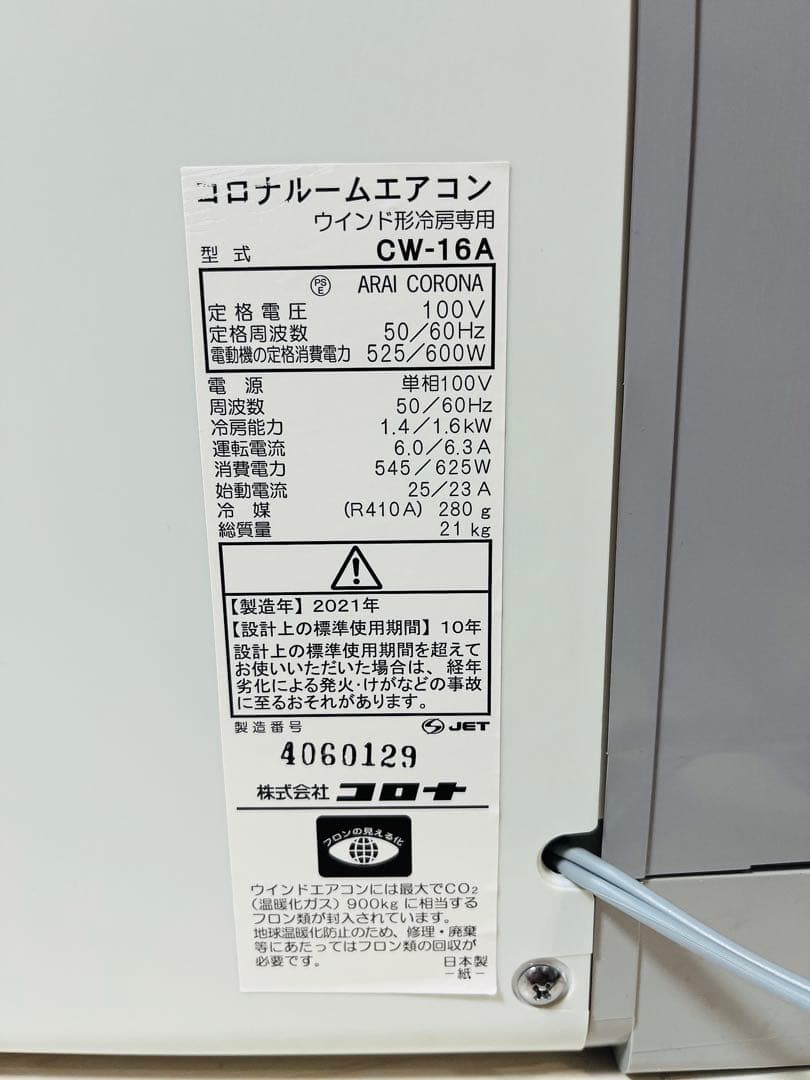 コロナルームエアコン
ウインド形冷房専用
型式 CW-16A
PS E ARAI CORONA
定格電圧 100V
定格周波数 50/60Hz
電動機の定格消費電力 525/600W
電源 単相100V
周波数 50/60Hz
冷房能力 1.4/1.6kW
運転電流 6.0/6.3A
消費電力 545/625W
始動電流 25/23A
冷媒 (R410A) 280g
総質量 21kg
【製造年】2021年
【設計上の標準使用期間】10年
設計上の標準使用期間を超えて
お使いいただいた場合は、経年
劣化による発火・けがなどの事故
に至るおそれがあります。
製造番号 JET
4060129
株式会社 コロナ
フロンの見える化
ウインドエアコンには最大でCO₂
(温暖化ガス)900kgに相当する
フロン類が封入されています。
地球温暖化防止のため、修理・廃棄
等にあたってはフロン類の回収が
必要です。 日本製
-紙-